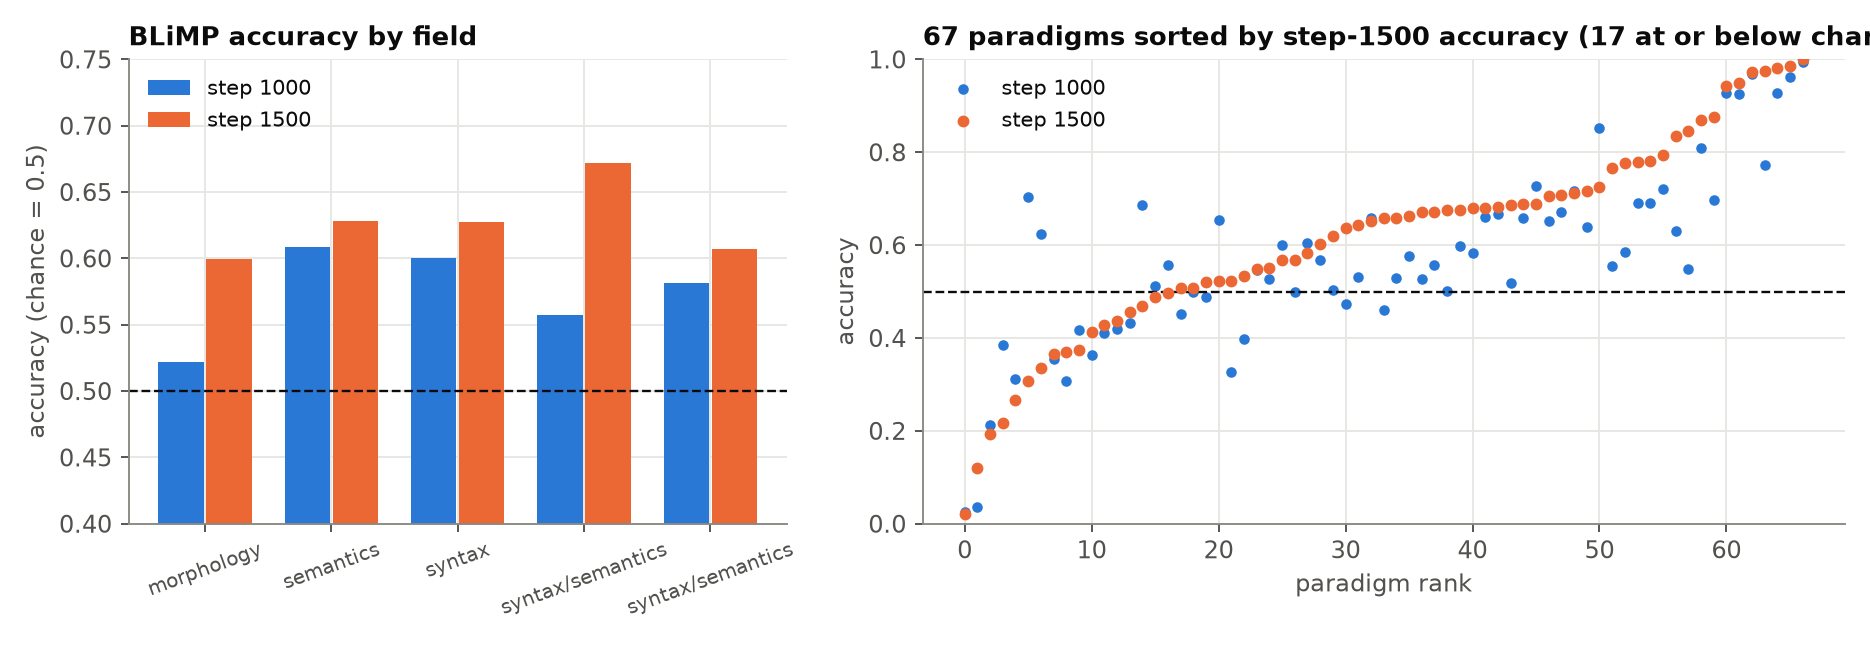 BLiMP accuracy by field
0.75
0.70
0.65
0.60
0.55
0.50
0.45
0.40
accuracy (chance = 0.5)
step 1000
step 1500
morphology
semantics
syntax
syntax/semantics
syntax/semantics
67 paradigms sorted by step-1500 accuracy (17 at or below
1.0
0.8
0.6
0.4
0.2
0.0
accuracy
step 1000
step 1500
0
10
20
30
40
50
60
paradigm rank